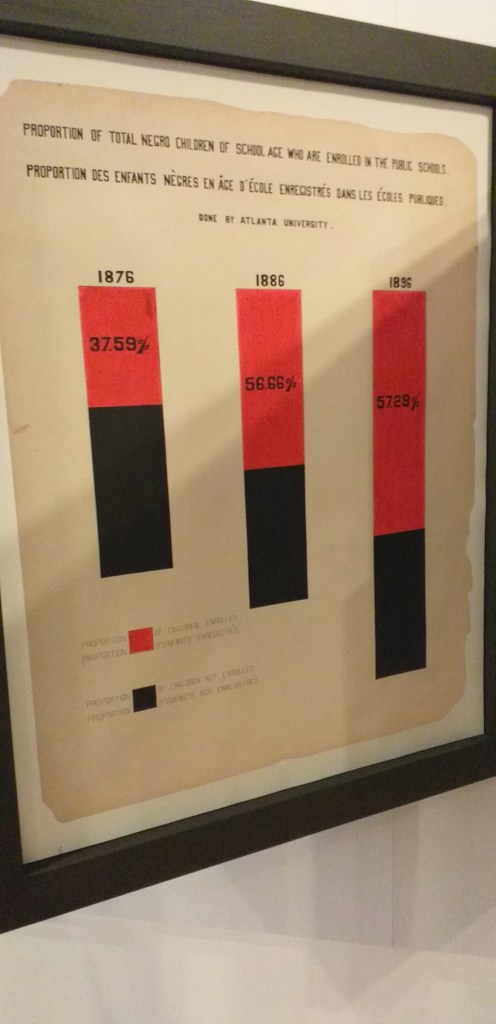 PROPORTION OF TOTAL NEGRO CHILDREN OF SCHOOL AGE WHO ARE ENROLLED IN THE PUBLIC SCHOOLS.
PROPORTION DES ENFANTS NÈGRES EN ÂGE D'ÉCOLE ENREGISTRÉS DANS LES ÉCOLES PUBLIQUES.
DONE BY ATLANTA UNIVERSITY.
1876 1886 1896
37.59% 56.66% 57.29%
PROPORTION OF CHILDREN ENROLLED
PROPORTION D'ENFANTS ENREGISTRÉS
PROPORTION OF CHILDREN NOT ENROLLED
PROPORTION D'ENFANTS NON ENREGISTRÉS